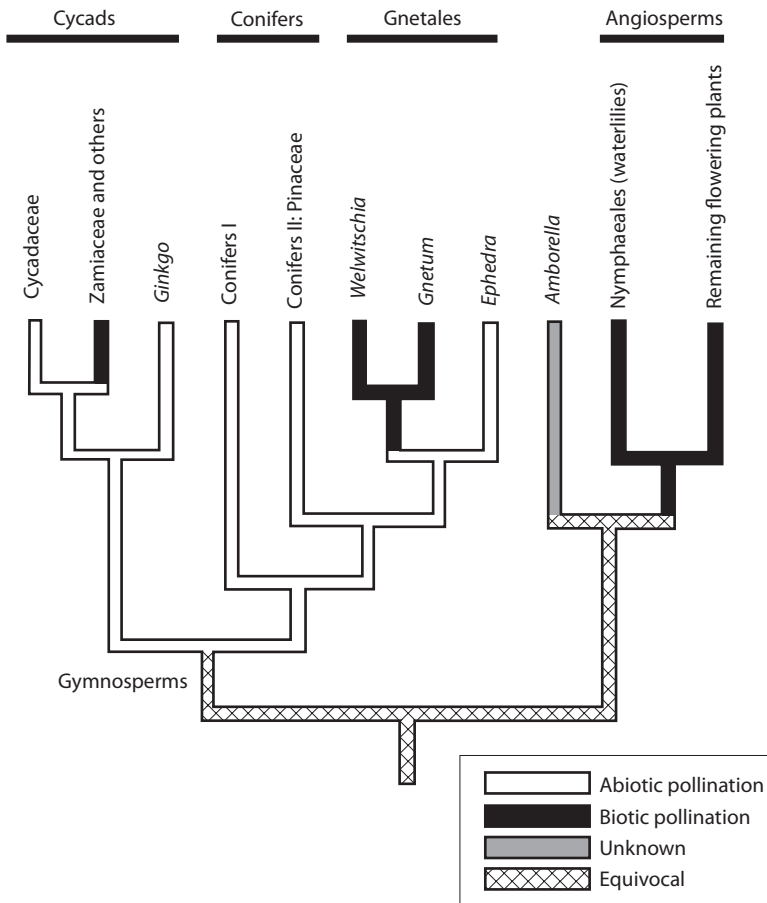 Cycads
Conifers
Gnetales
Angiosperms
Cycadaceae
Zamiaceae and others
Ginkgo
Conifers I
Conifers II: Pinaceae
Welwitschia
Gnetum
Ephedra
Amborella
Nymphaeales (waterlilies)
Remaining flowering plants
Gymnosperms
Abiotic pollination
Biotic pollination
Unknown
Equivocal